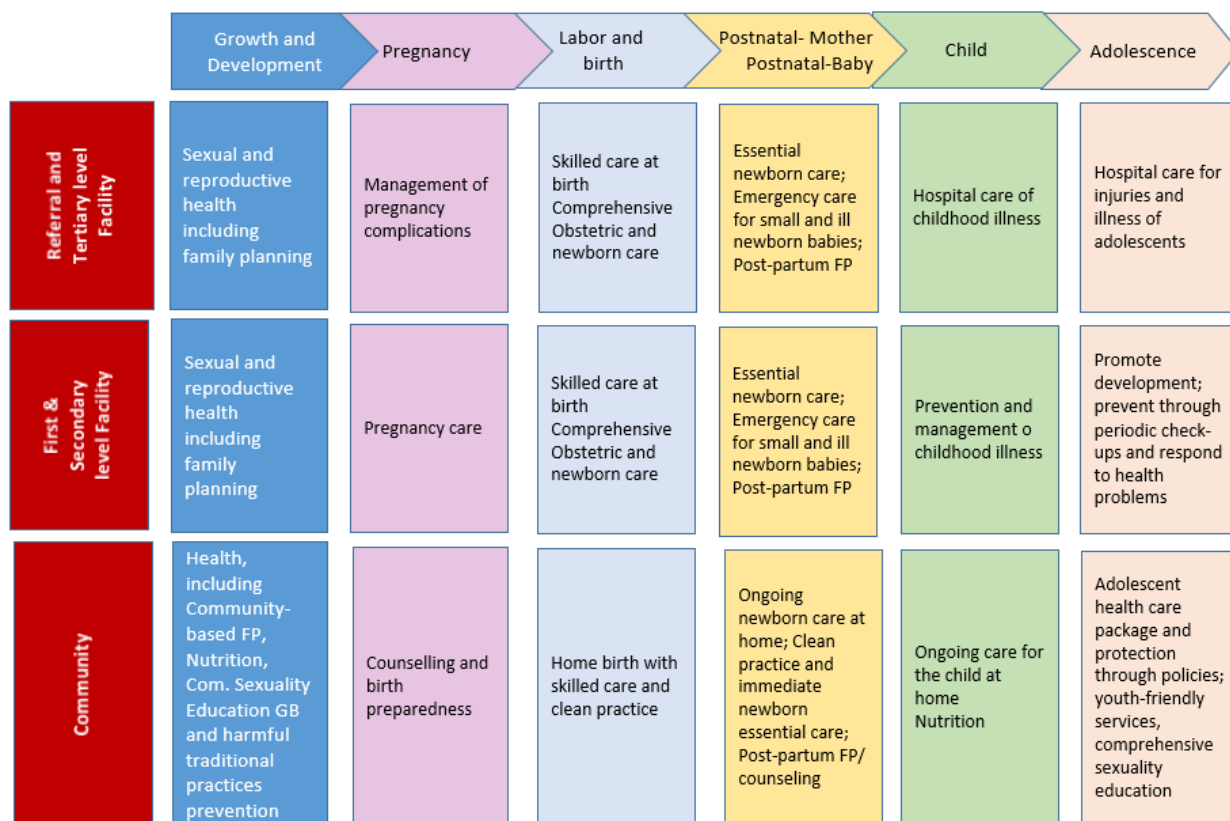 Growth and
Development
Pregnancy
Labor and
birth
Postnatal- Mother
Postnatal-Baby
Child
Adolescence
Referral and
Tertiary level
Facility
Sexual and
reproductive
health
including
family planning
Management of
pregnancy
complications
Skilled care at
birth
Comprehensive
Obstetric and
newborn care
Essential
newborn care;
Emergency care
for small and ill
newborn babies;
Post-partum FP
Hospital care of
childhood illness
Hospital care for
injuries and
illness of
adolescents
First &
Secondary
level Facility
Sexual and
reproductive
health
including
family
planning
Pregnancy care
Skilled care at
birth
Comprehensive
Obstetric and
newborn care
Essential
newborn care;
Emergency care
for small and ill
newborn babies;
Post-partum FP
Prevention and
management o
childhood illness
Promote
development;
prevent through
periodic check-
ups and respond
to health
problems
Community
Health,
including
Community-
based FP,
Nutrition,
Com. Sexuality
Education GB
and harmful
traditional
practices
prevention
Counselling and
birth
preparedness
Home birth with
skilled care and
clean practice
Ongoing
newborn care at
home; Clean
practice and
immediate
newborn
essential care;
Post-partum FP/
counseling
Ongoing care for
the child at
home
Nutrition
Adolescent
health care
package and
protection
through policies;
youth-friendly
services,
comprehensive
sexuality
education